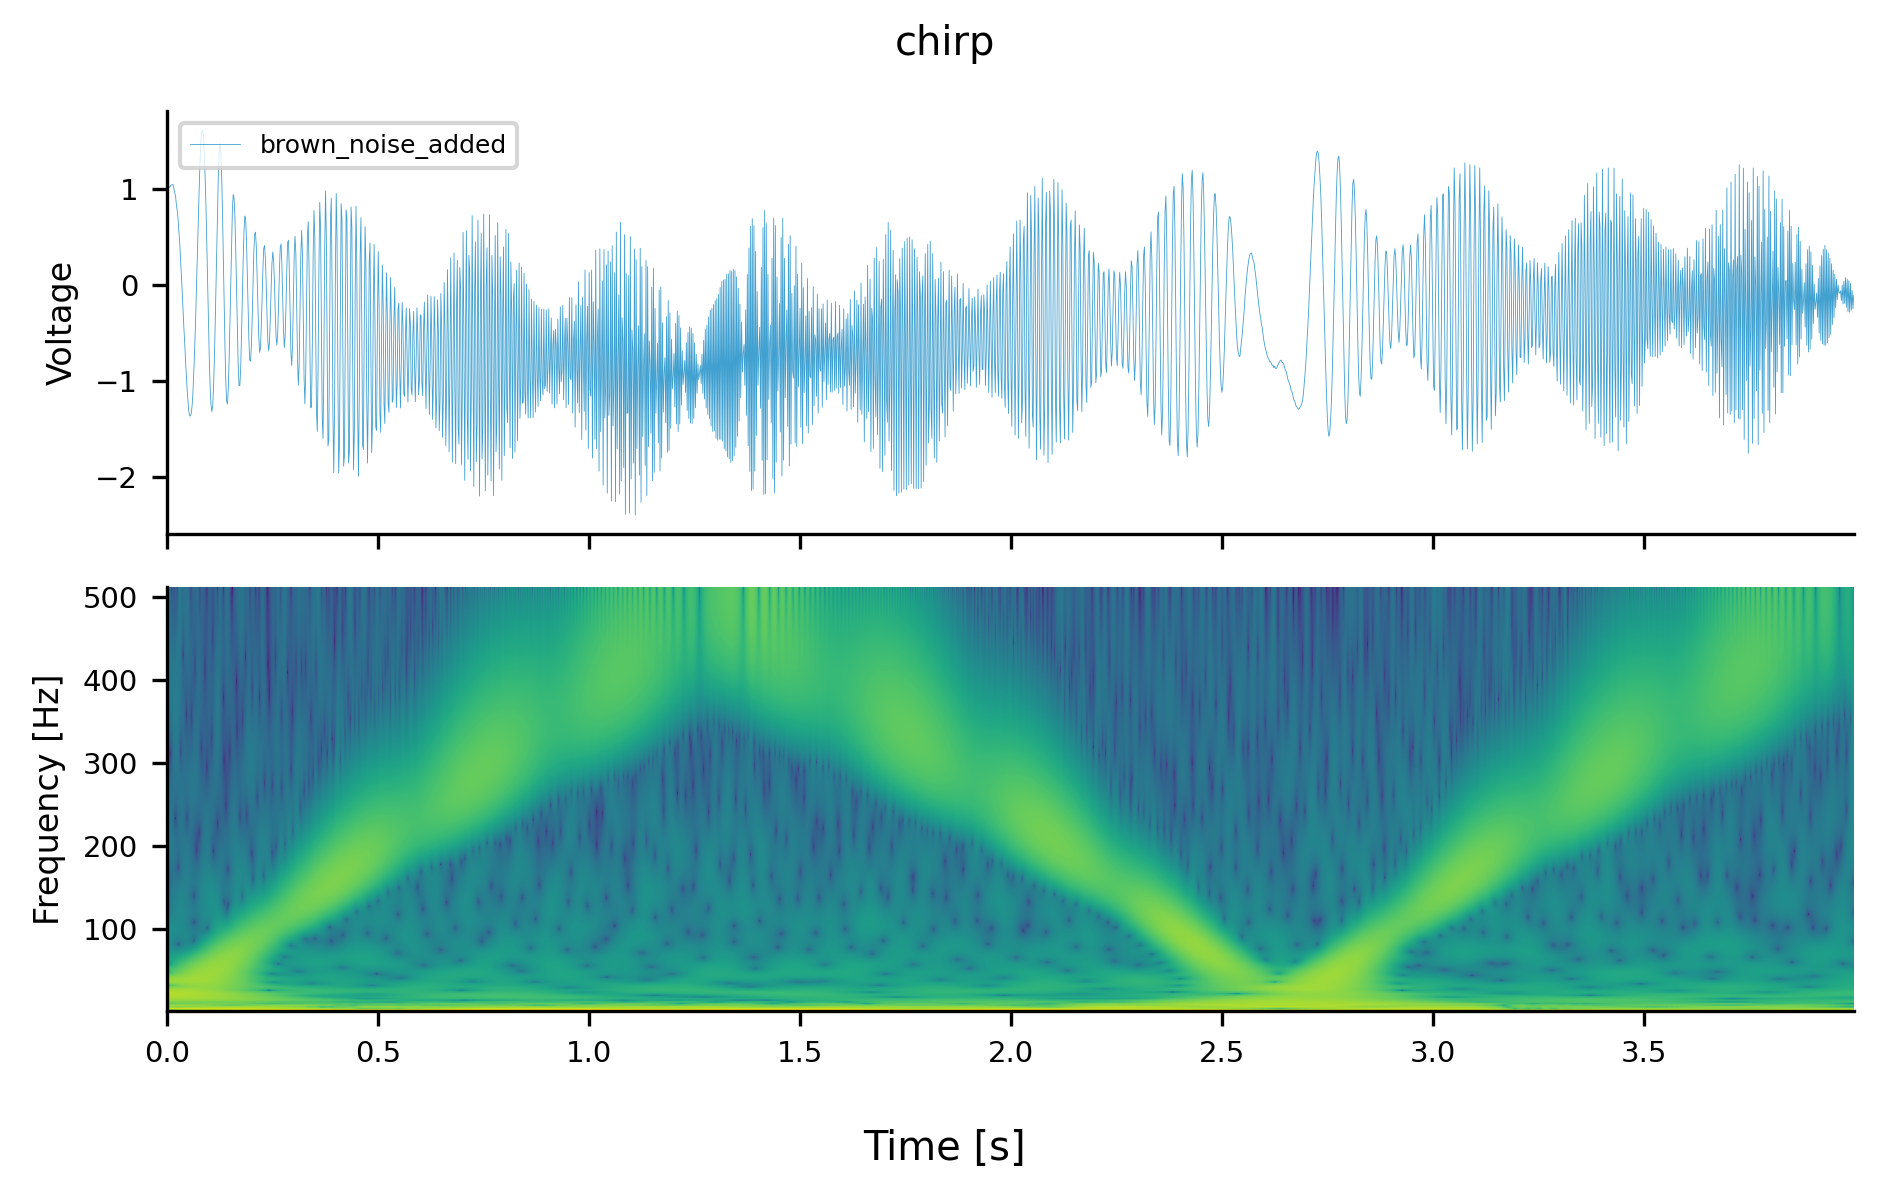 chirp
brown_noise_added
Voltage
1
0
−1
−2
Frequency [Hz]
500
400
300
200
100
0.0 0.5 1.0 1.5 2.0 2.5 3.0 3.5
Time [s]